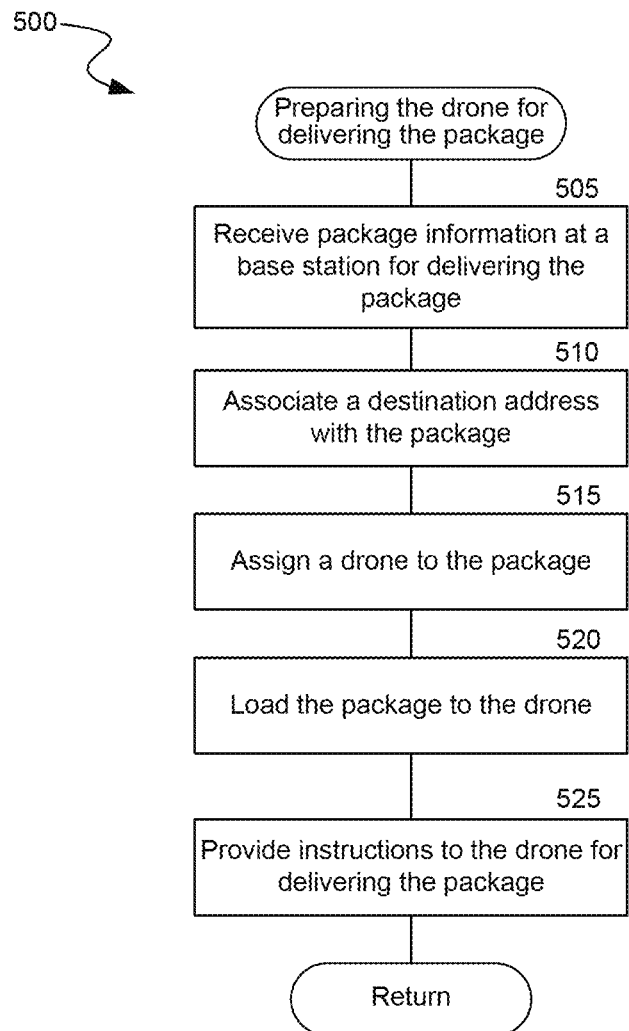 500
Preparing the drone for
delivering the package
505
Receive package information at a
base station for delivering the
package
510
Associate a destination address
with the package
515
Assign a drone to the package
520
Load the package to the drone
525
Provide instructions to the drone for
delivering the package
Return